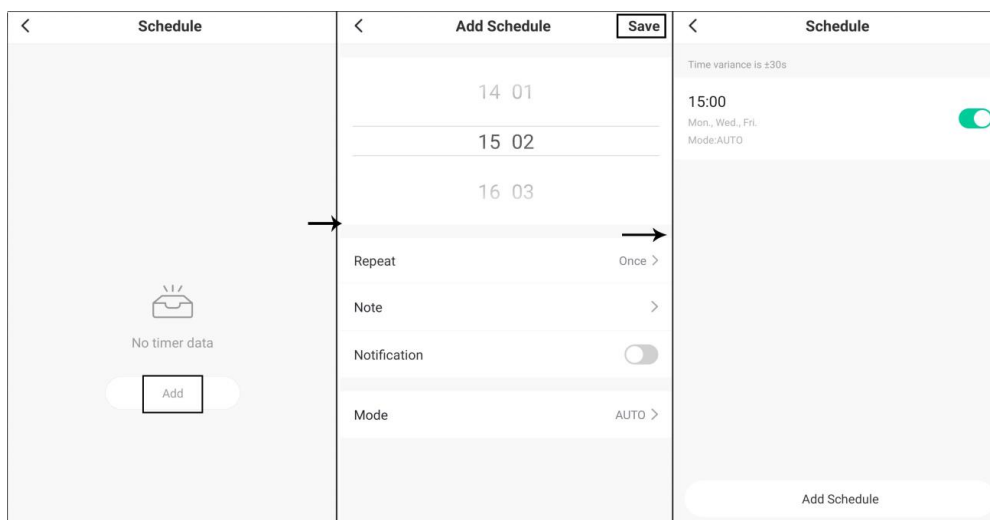 Schedule
No timer data
Add
Add Schedule
Save
14 01
15 02
16 03
Repeat
Once
Note
Notification
Mode
AUTO
Schedule
Time variance is ±30s
15:00
Mon., Wed., Fri.
Mode:AUTO
Add Schedule